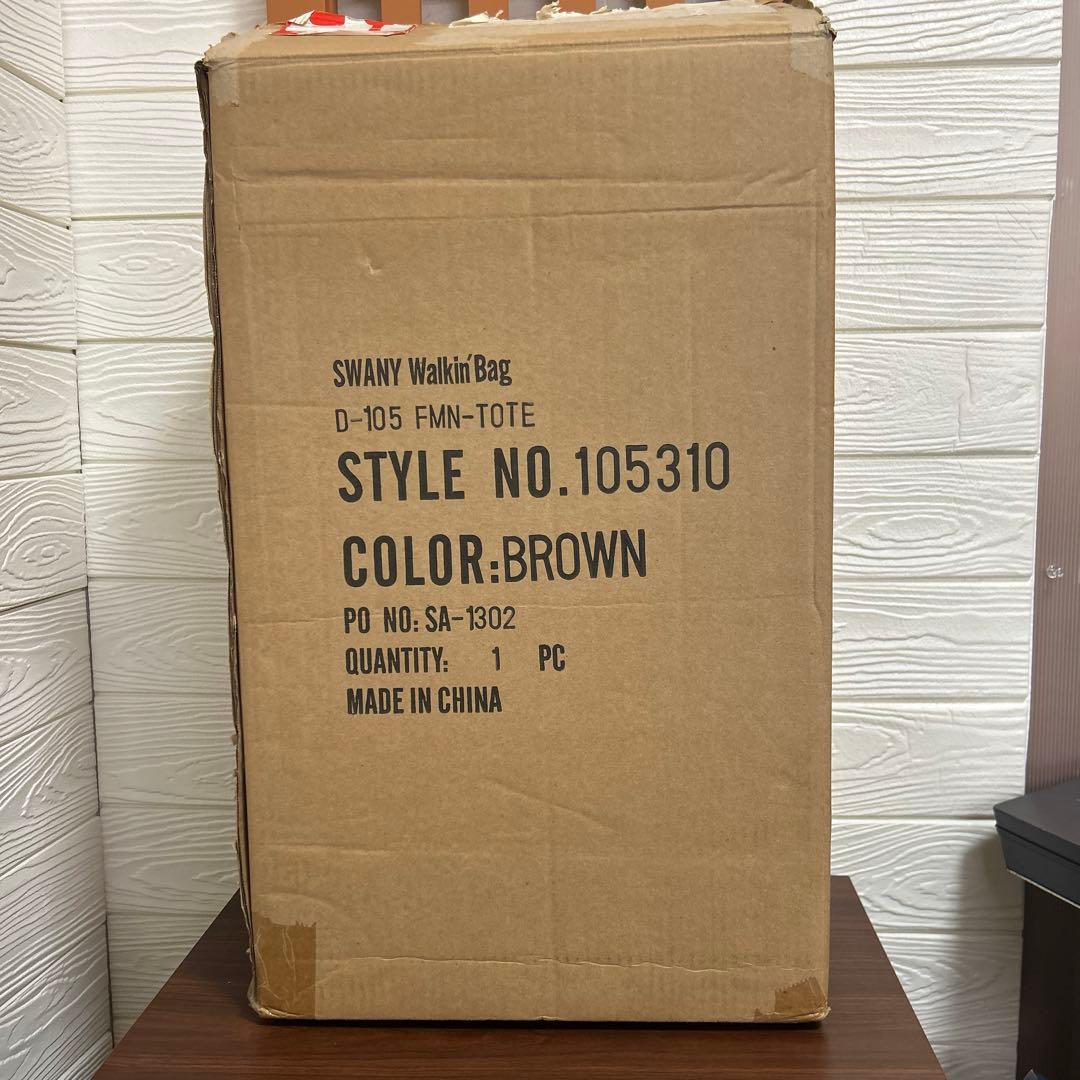 SWANY Walkin'Bag
D-105 FMN-TOTE
STYLE NO.105310
COLOR:BROWN
PO NO: SA-1302
QUANTITY: 1 PC
MADE IN CHINA